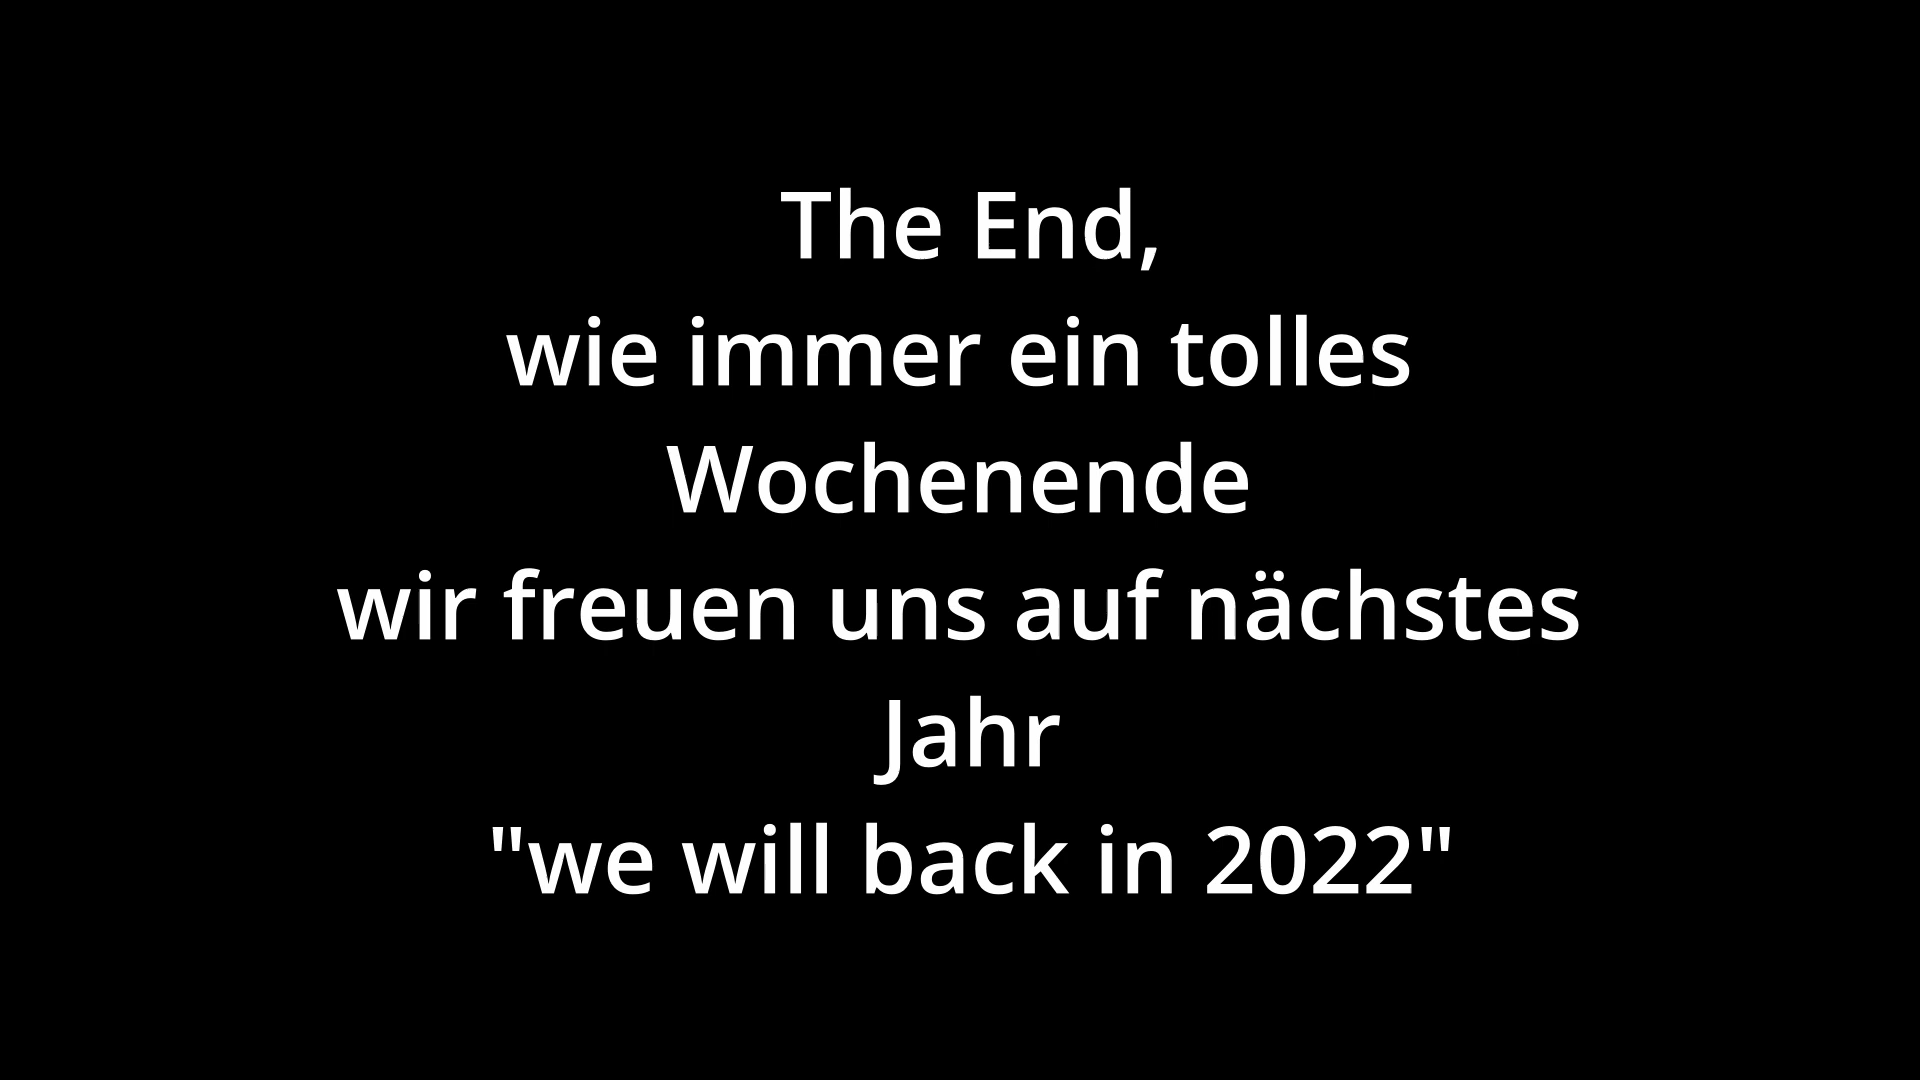 The End,
wie immer ein tolles
Wochenende
wir freuen uns auf nächstes
Jahr
"we will back in 2022"